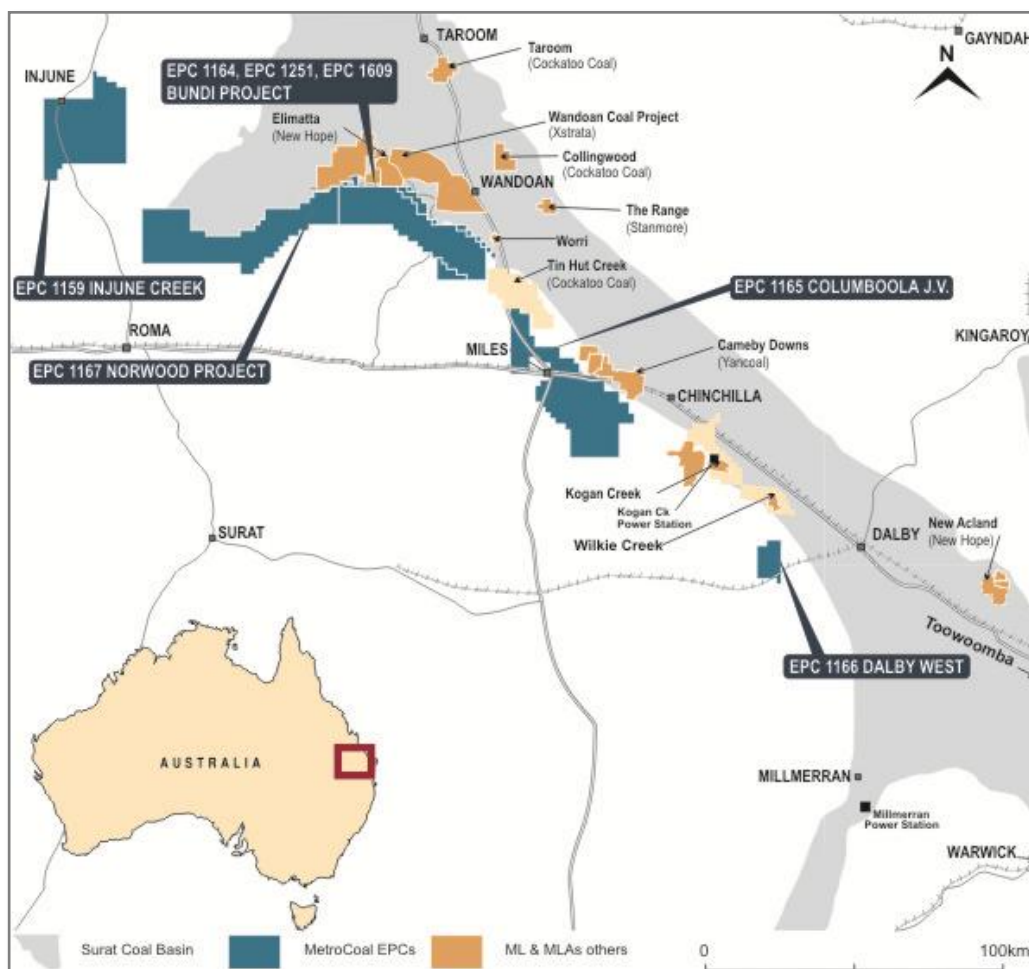 TAROOM
GAYNDAH
Taroom
(Cockatoo Coal)
N
INJUNE
EPC 1164, EPC 1251, EPC 1609
BUNDI PROJECT
Elimatta
(New Hope)
Wandoan Coal Project
(Xstrata)
Collingwood
(Cockatoo Coal)
WANDOAN
The Range
(Stanmore)
Worri
Tin Hut Creek
(Cockatoo Coal)
EPC 1159 INJUNE CREEK
EPC 1165 COLUMBOOLA J.V.
ROMA
KINGAROY
MILES
Cameby Downs
(Yancoal)
EPC 1167 NORWOOD PROJECT
CHINCHILLA
Kogan Creek
Kogan Ck
Power Station
Wilkie Creek
SURAT
DALBY
New Acland
(New Hope)
Toowoomba
EPC 1166 DALBY WEST
AUSTRALIA
MILLMERRAN
Millmerran
Power Station
WARWICK
Surat Coal Basin
MetroCoal EPCs
ML & MLAs others
0
100km